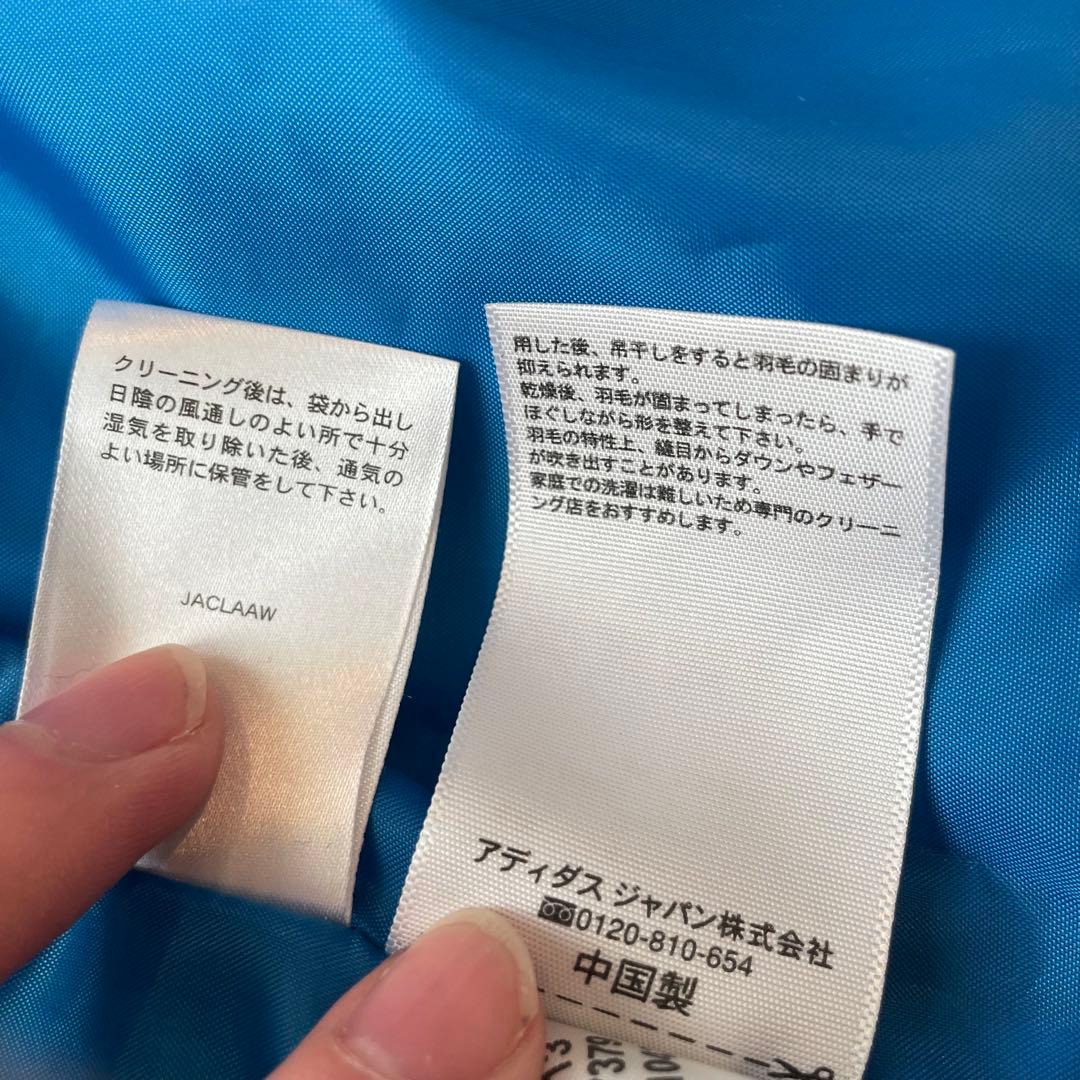 クリーニング後は、袋から出し
日陰の風通しのよい所で十分
湿気を取り除いた後、通気の
よい場所に保管をして下さい。
JACLAAW
用した後、吊干しをすると羽毛の固まりが
抑えられます。
乾燥後、羽毛が固まってしまったら、手で
ほぐしながら形を整えて下さい。
羽毛の特性上、縫目からダウンやフェザー
が吹き出すことがあります。
家庭での洗濯は難しいため専門のクリーニ
ング店をおすすめします。
アディダス ジャパン株式会社
0120-810-654
中国製